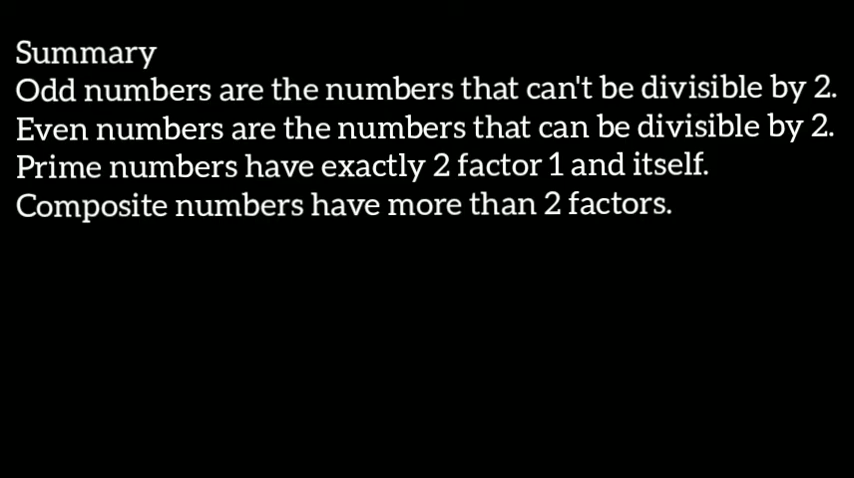 Summary
Odd numbers are the numbers that can't be divisible by 2.
Even numbers are the numbers that can be divisible by 2.
Prime numbers have exactly 2 factor 1 and itself.
Composite numbers have more than 2 factors.